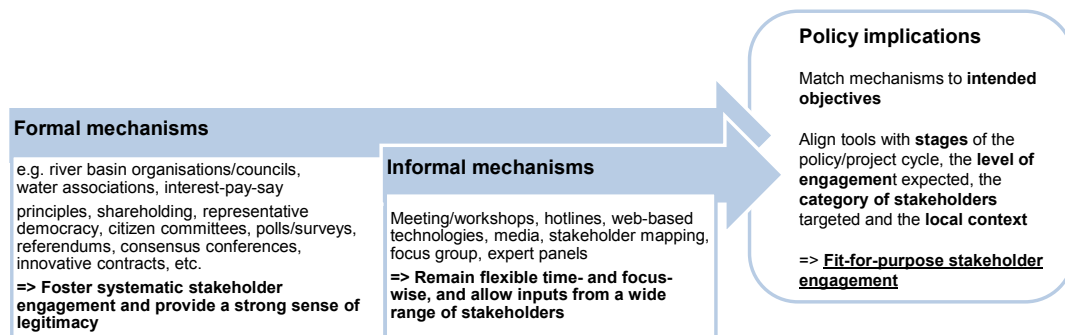 Formal mechanisms
e.g. river basin organisations/councils,
water associations, interest-pay-say
principles, shareholding, representative
democracy, citizen committees, polls/surveys,
referendums, consensus conferences,
innovative contracts, etc.
=> Foster systematic stakeholder
engagement and provide a strong sense of
legitimacy
Informal mechanisms
Meeting/workshops, hotlines, web-based
technologies, media, stakeholder mapping,
focus group, expert panels
=> Remain flexible time- and focus-
wise, and allow inputs from a wide
range of stakeholders
Policy implications
Match mechanisms to intended
objectives
Align tools with stages of the
policy/project cycle, the level of
engagement expected, the
category of stakeholders
targeted and the local context
=> Fit-for-purpose stakeholder
engagement